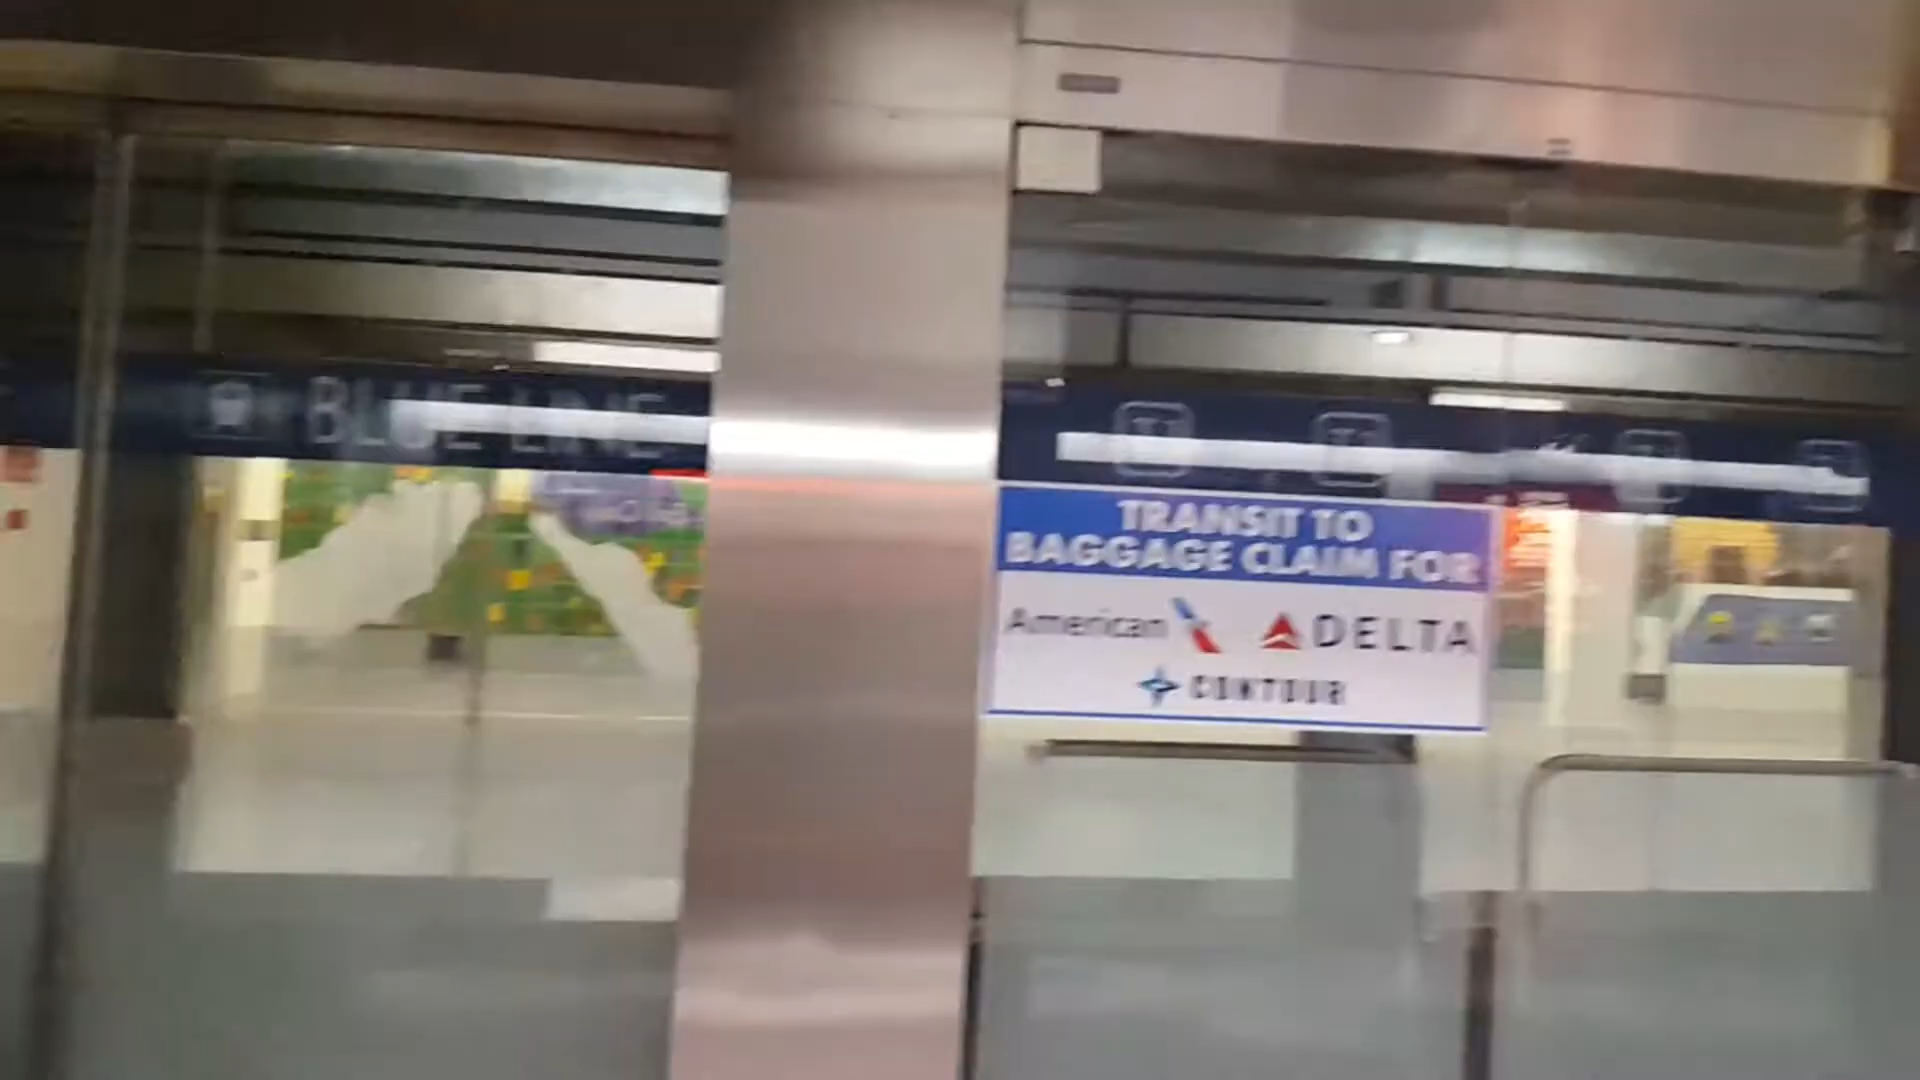 BLUE LINE
TRANSIT TO
BAGGAGE CLAIM FOR
American DELTA
CONTOUR